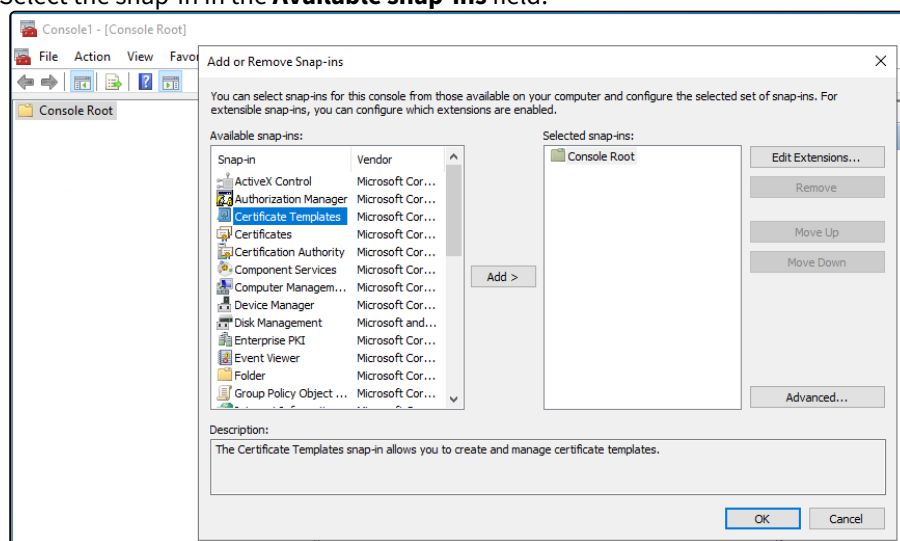 Select the snap-in in the Available snap-ins field.
Console1 - [Console Root]
File Action View Favor
Add or Remove Snap-ins
You can select snap-ins for this console from those available on your computer and configure the selected set of snap-ins. For
extensible snap-ins, you can configure which extensions are enabled.
Console Root
Available snap-ins:
Selected snap-ins:
Snap-in Vendor
Console Root
Edit Extensions...
ActiveX Control Microsoft Cor...
Remove
Authorization Manager Microsoft Cor...
Certificate Templates Microsoft Cor...
Certificates Microsoft Cor...
Move Up
Certification Authority Microsoft Cor...
Move Down
Component Services Microsoft Cor...
Add >
Computer Managem... Microsoft Cor...
Device Manager Microsoft Cor...
Disk Management Microsoft and...
Enterprise PKI Microsoft Cor...
Event Viewer Microsoft Cor...
Folder Microsoft Cor...
Group Policy Object ... Microsoft Cor...
Advanced...
Description:
The Certificate Templates snap-in allows you to create and manage certificate templates.
OK Cancel